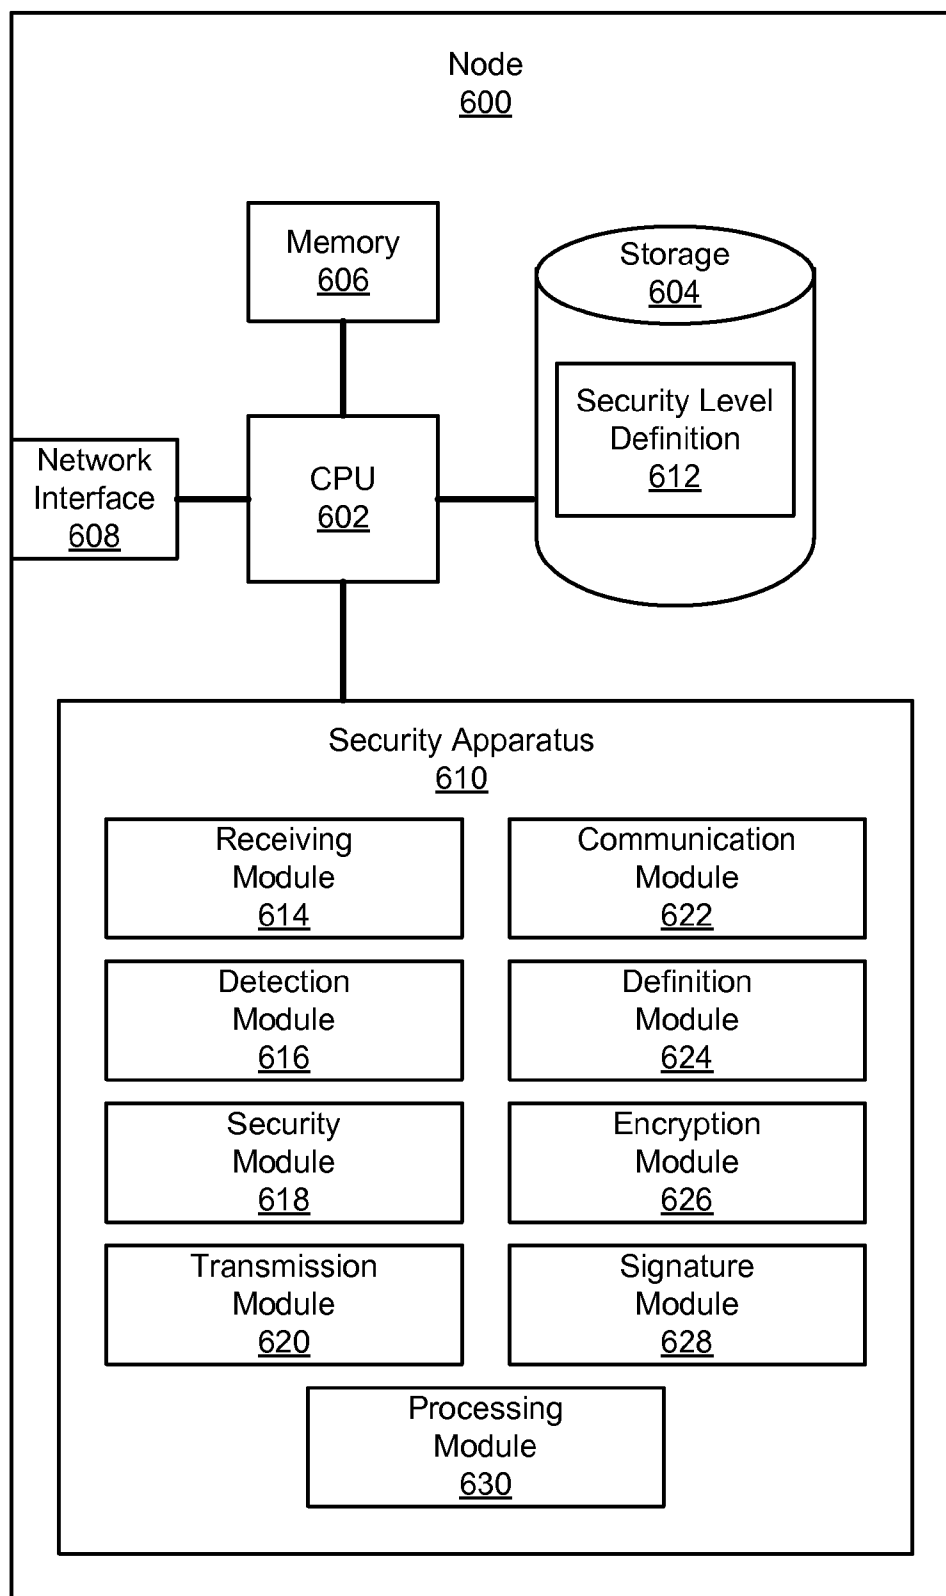 Node
600
Memory
606
Storage
604
Security Level
Definition
612
Network
Interface
608
CPU
602
Security Apparatus
610
Receiving
Module
614
Communication
Module
622
Detection
Module
616
Definition
Module
624
Security
Module
618
Encryption
Module
626
Transmission
Module
620
Signature
Module
628
Processing
Module
630